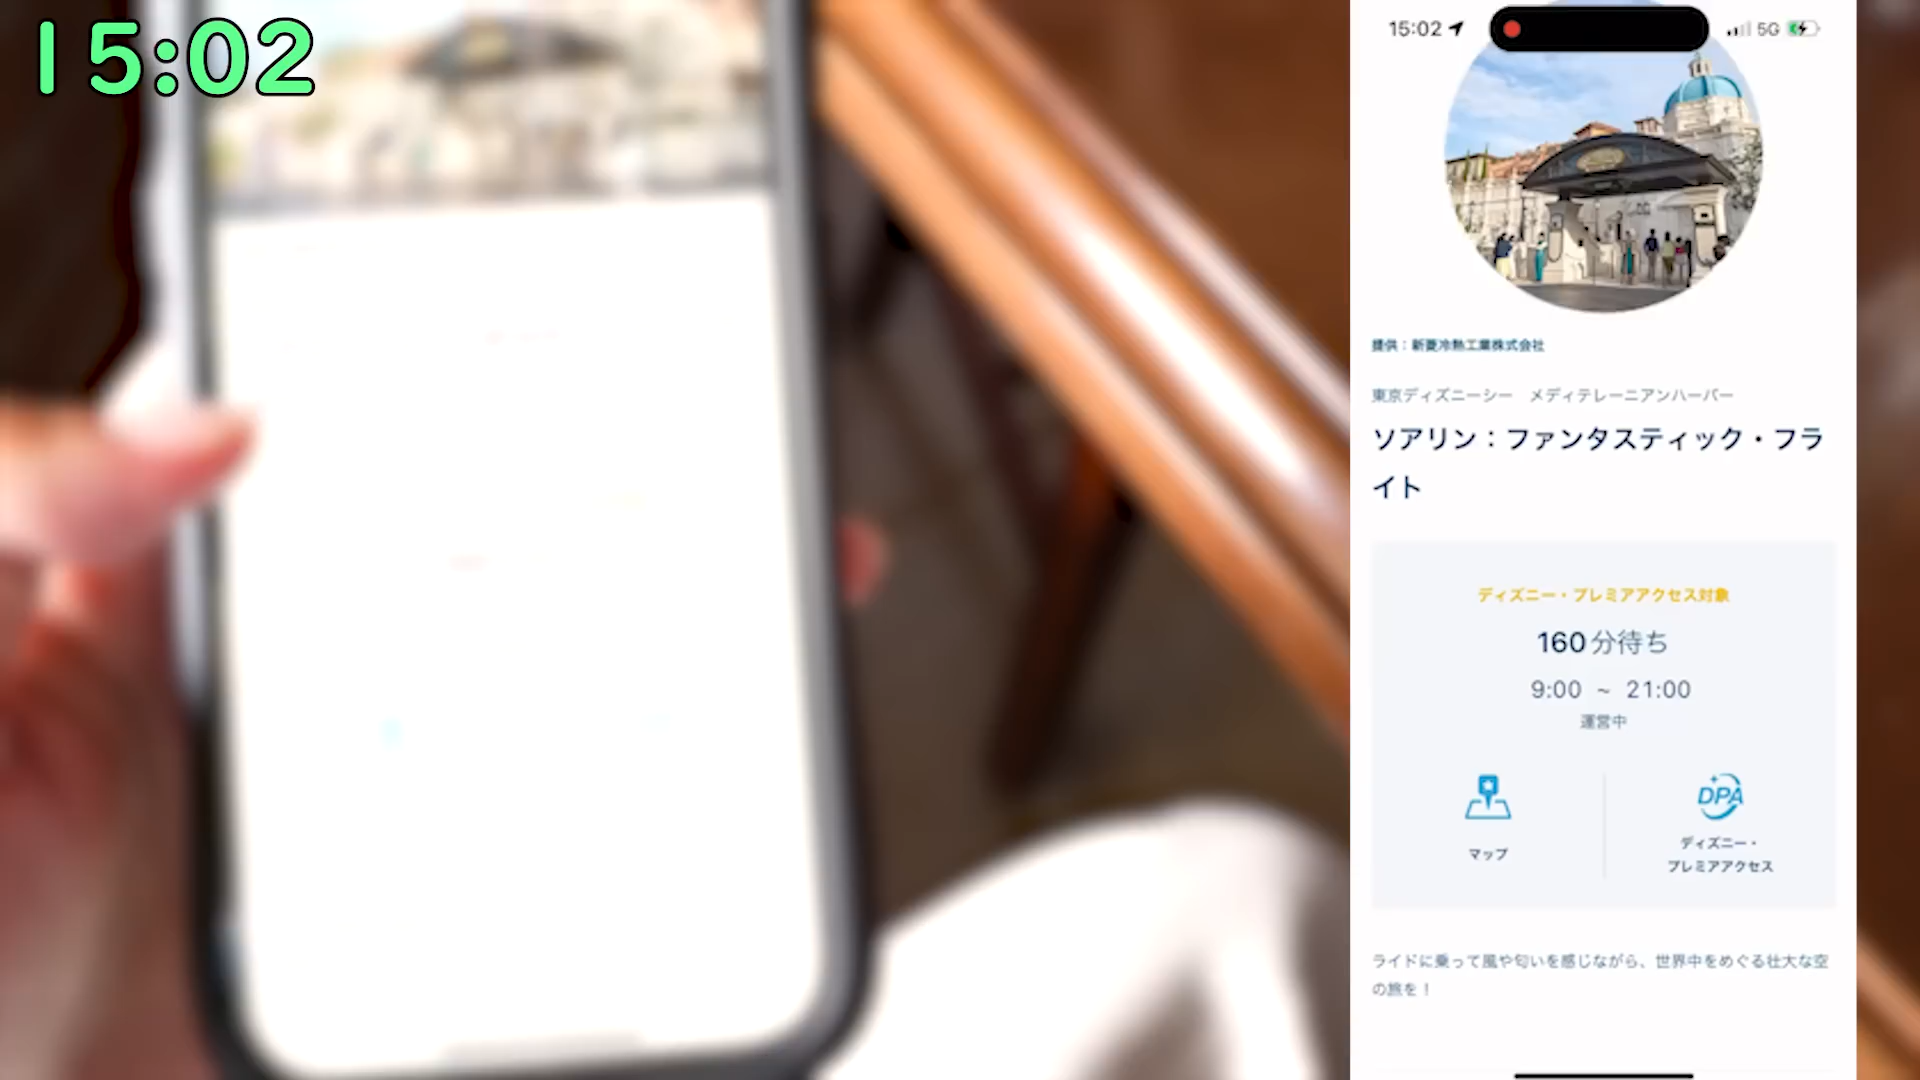 15:02
15:02
5G
提供：新菱冷熱工業株式会社
東京ディズニーシー　メディテレーニアンハーバー
ソアリン：ファンタスティック・フラ
イト
ディズニー・プレミアアクセス対象
160分待ち
9:00 ~ 21:00
運営中
マップ
DPA
ディズニー・
プレミアアクセス
ライドに乗って風や匂いを感じながら、世界中をめぐる壮大な空
の旅を！